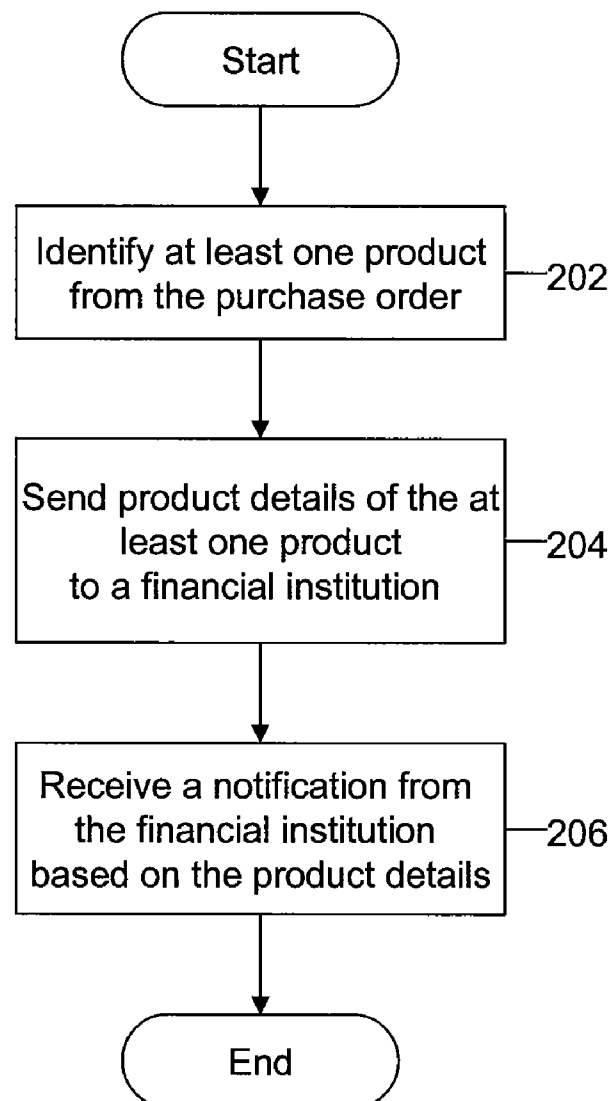 Start
Identify at least one product
from the purchase order
202
Send product details of the at
least one product
to a financial institution
204
Receive a notification from
the financial institution
based on the product details
206
End